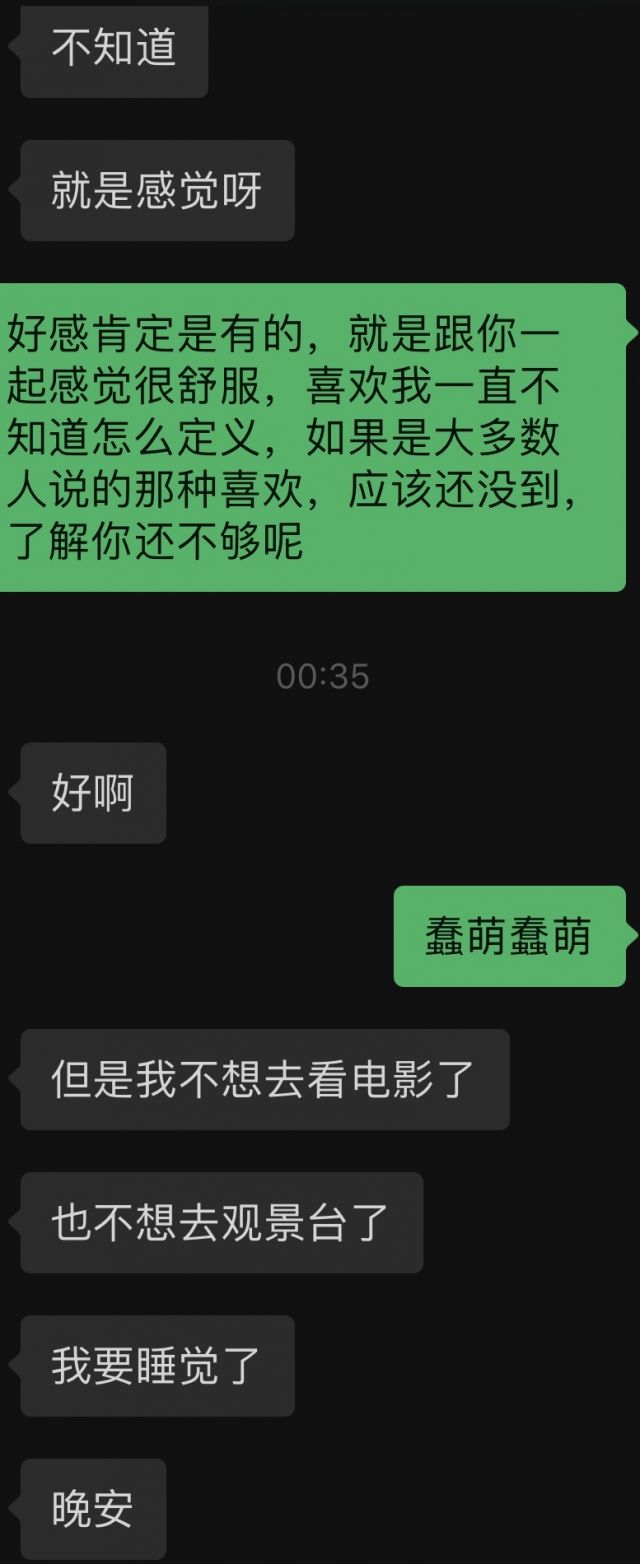 不知道
就是感觉呀
好感肯定是有的，就是跟你一
起感觉很舒服，喜欢我一直不
知道怎么定义，如果是大多数
人说的那种喜欢，应该还没到，
了解你还不够呢
00:35
好啊
蠢萌蠢萌
但是我不想去看电影了
也不想去观景台了
我要睡觉了
晚安